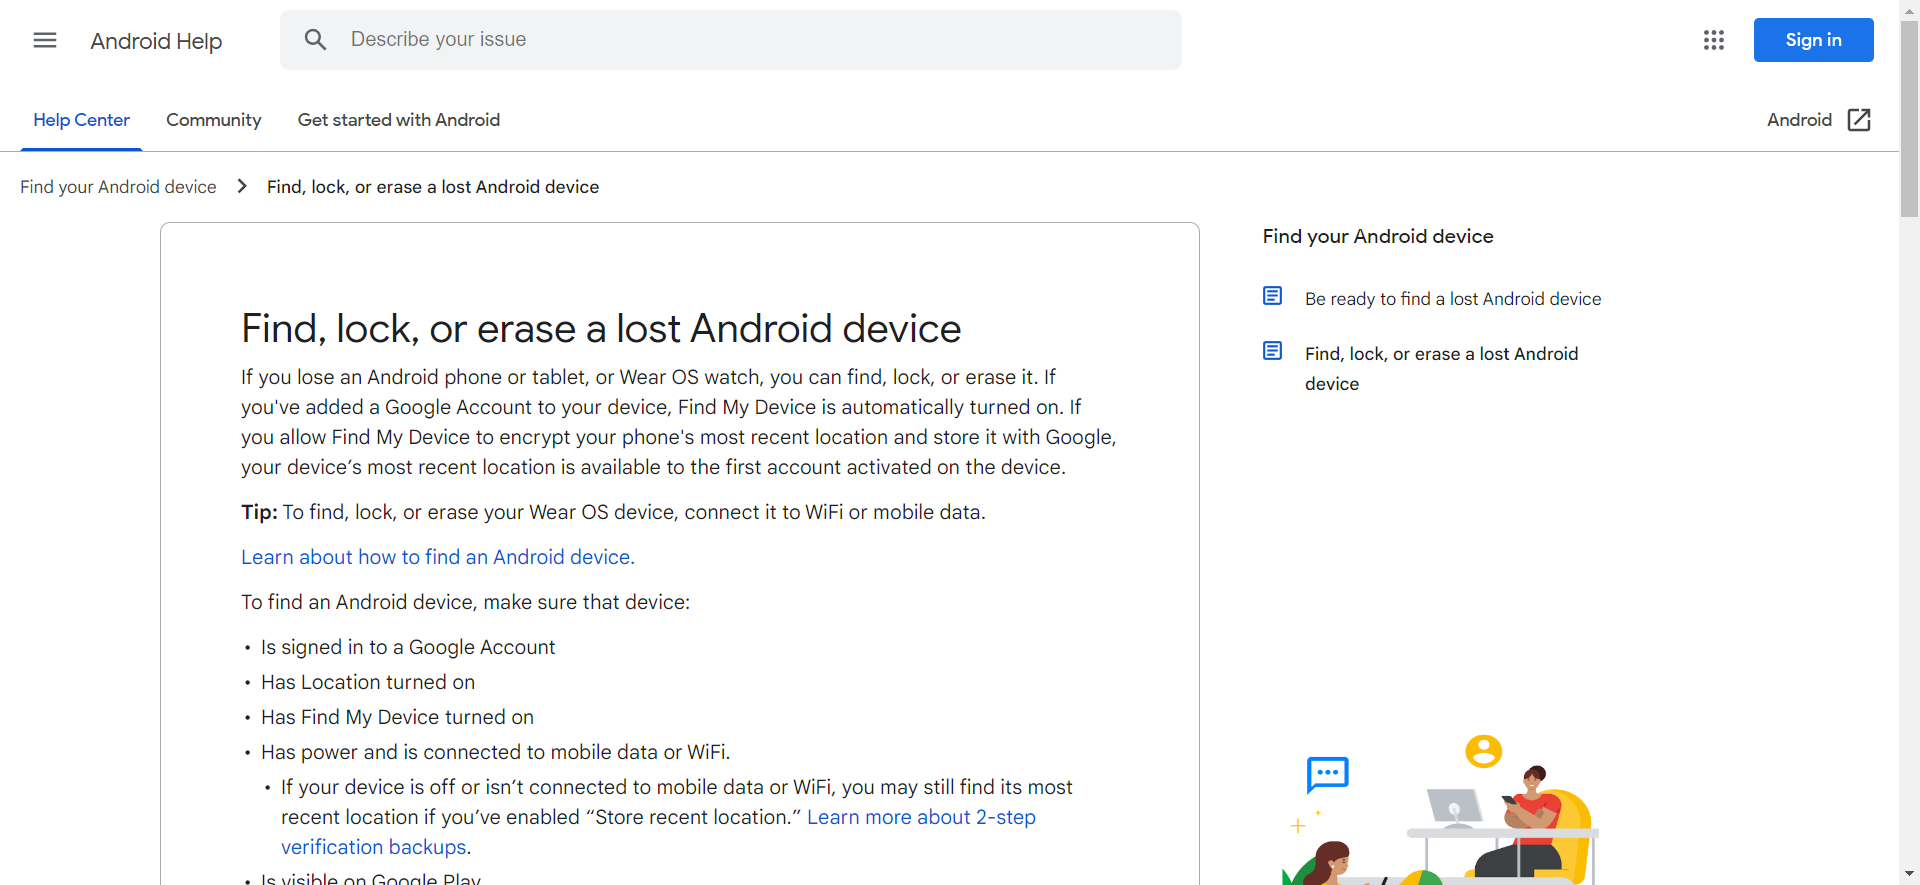 Android Help
Describe your issue
Sign in
Help Center
Community
Get started with Android
Android
Find your Android device
Find, lock, or erase a lost Android device
Find, lock, or erase a lost Android device
If you lose an Android phone or tablet, or Wear OS watch, you can find, lock, or erase it. If
you've added a Google Account to your device, Find My Device is automatically turned on. If
you allow Find My Device to encrypt your phone's most recent location and store it with Google,
your device’s most recent location is available to the first account activated on the device.
Tip: To find, lock, or erase your Wear OS device, connect it to WiFi or mobile data.
Learn about how to find an Android device.
To find an Android device, make sure that device:
• Is signed in to a Google Account
• Has Location turned on
• Has Find My Device turned on
• Has power and is connected to mobile data or WiFi.
• If your device is off or isn’t connected to mobile data or WiFi, you may still find its most
recent location if you’ve enabled “Store recent location.” Learn more about 2-step
verification backups.
• Is visible on Google Play
Find your Android device
Be ready to find a lost Android device
Find, lock, or erase a lost Android
device